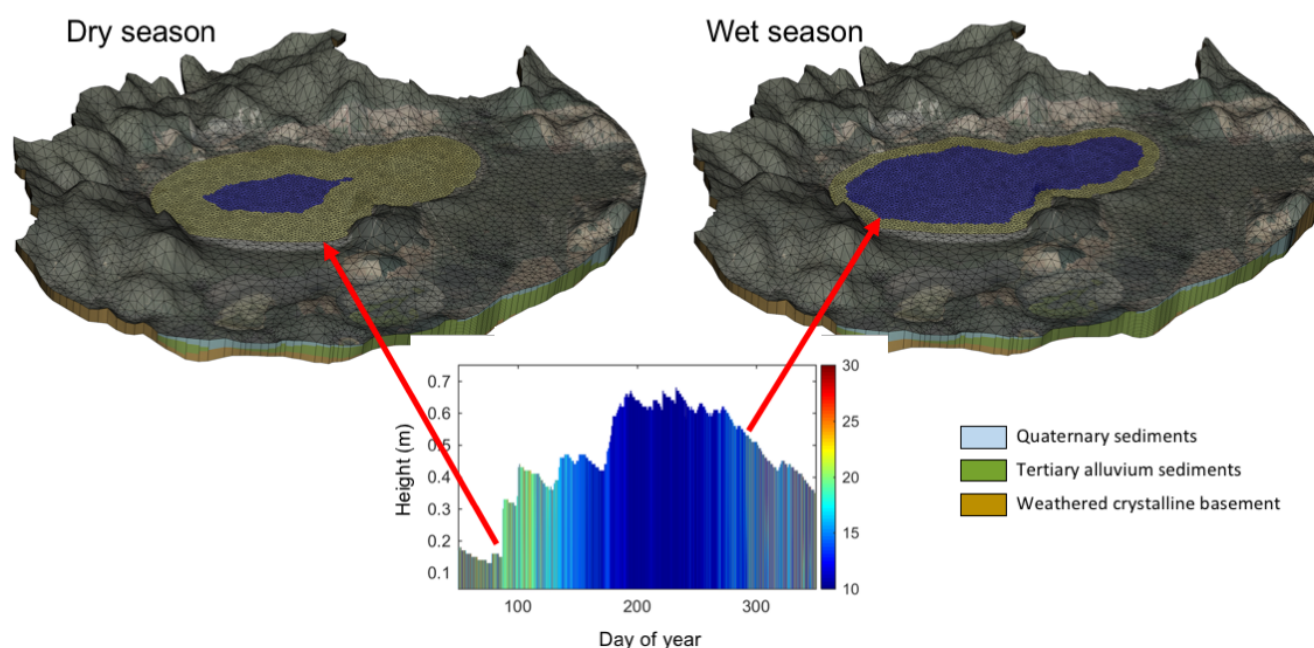 Dry season
Wet season
0.7
0.6
0.5
0.4
0.3
0.2
0.1
Height (m)
100
200
300
Day of year
30
25
20
15
10
Quaternary sediments
Tertiary alluvium sediments
Weathered crystalline basement